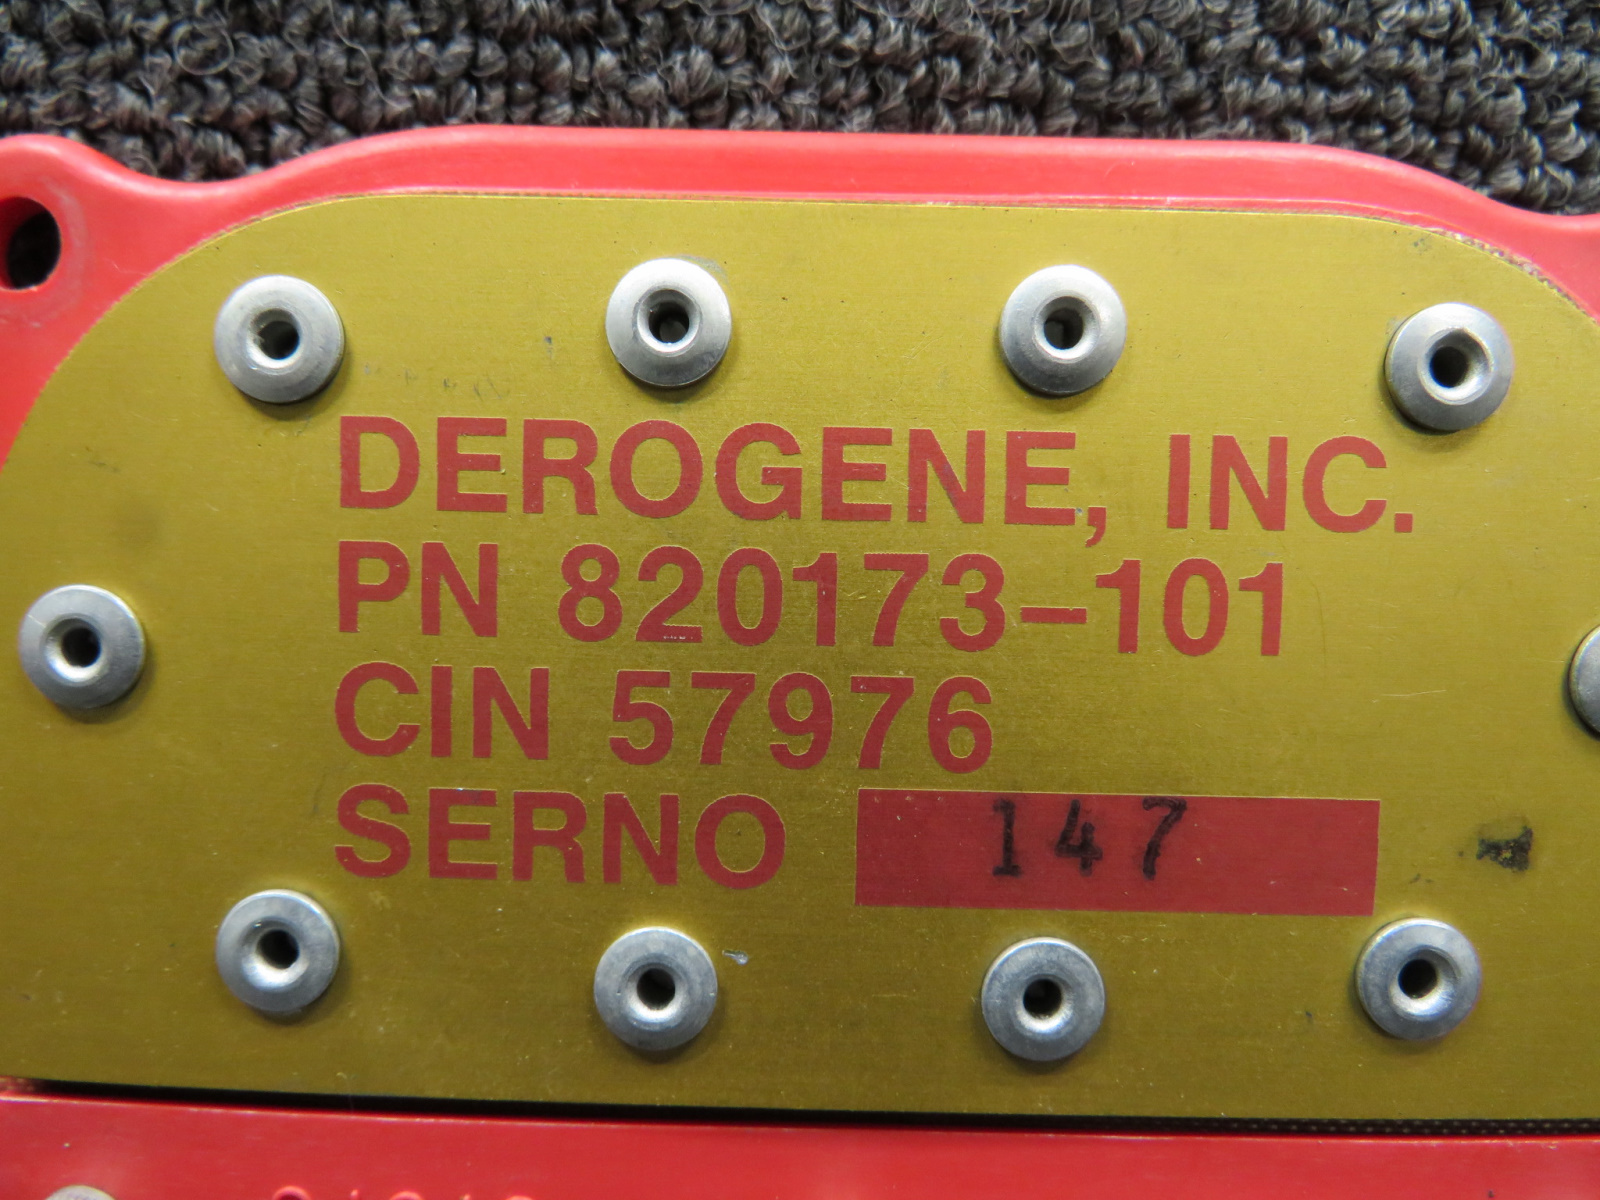 DEROGENE, INC.
PN 820173-101
CIN 57976
SERNO 147